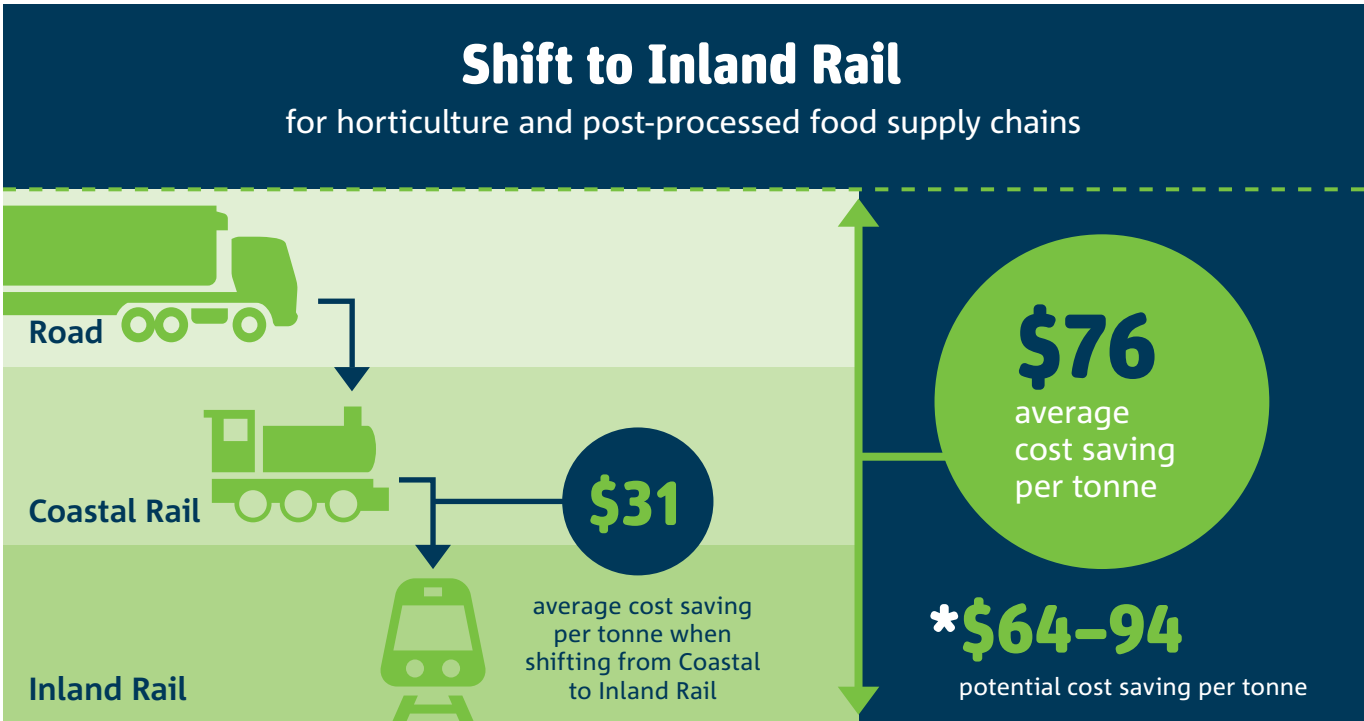 Shift to Inland Rail
for horticulture and post-processed food supply chains
Road
Coastal Rail
$31
average cost saving
per tonne when
shifting from Coastal
to Inland Rail
Inland Rail
$76
average
cost saving
per tonne
*$64–94
potential cost saving per tonne